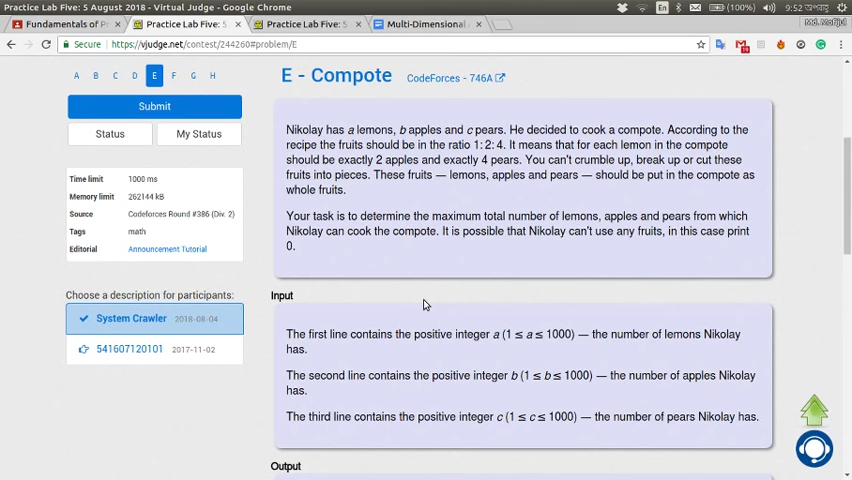 Practice Lab Five: 5 August 2018 - Virtual Judge - Google Chrome
En
(100%)
9:52
Fundamentals of Pr
Practice Lab Five: 5
Practice Lab Five: 5
Multi-Dimensional A
Secure
https://vjudge.net/contest/244260#problem/E
A B C D E F G H
Submit
Status
My Status
Time limit 1000 ms
Memory limit 262144 kB
Source Codeforces Round #386 (Div. 2)
Tags math
Editorial Announcement Tutorial
Choose a description for participants:
System Crawler 2018-08-04
541607120101 2017-11-02
E - Compote
CodeForces - 746A
Nikolay has a lemons, b apples and c pears. He decided to cook a compote. According to the
recipe the fruits should be in the ratio 1: 2: 4. It means that for each lemon in the compote
should be exactly 2 apples and exactly 4 pears. You can't crumble up, break up or cut these
fruits into pieces. These fruits — lemons, apples and pears — should be put in the compote as
whole fruits.
Your task is to determine the maximum total number of lemons, apples and pears from which
Nikolay can cook the compote. It is possible that Nikolay can't use any fruits, in this case print
0.
Input
The first line contains the positive integer a (1 ≤ a ≤ 1000) — the number of lemons Nikolay
has.
The second line contains the positive integer b (1 ≤ b ≤ 1000) — the number of apples Nikolay
has.
The third line contains the positive integer c (1 ≤ c ≤ 1000) — the number of pears Nikolay has.
Output